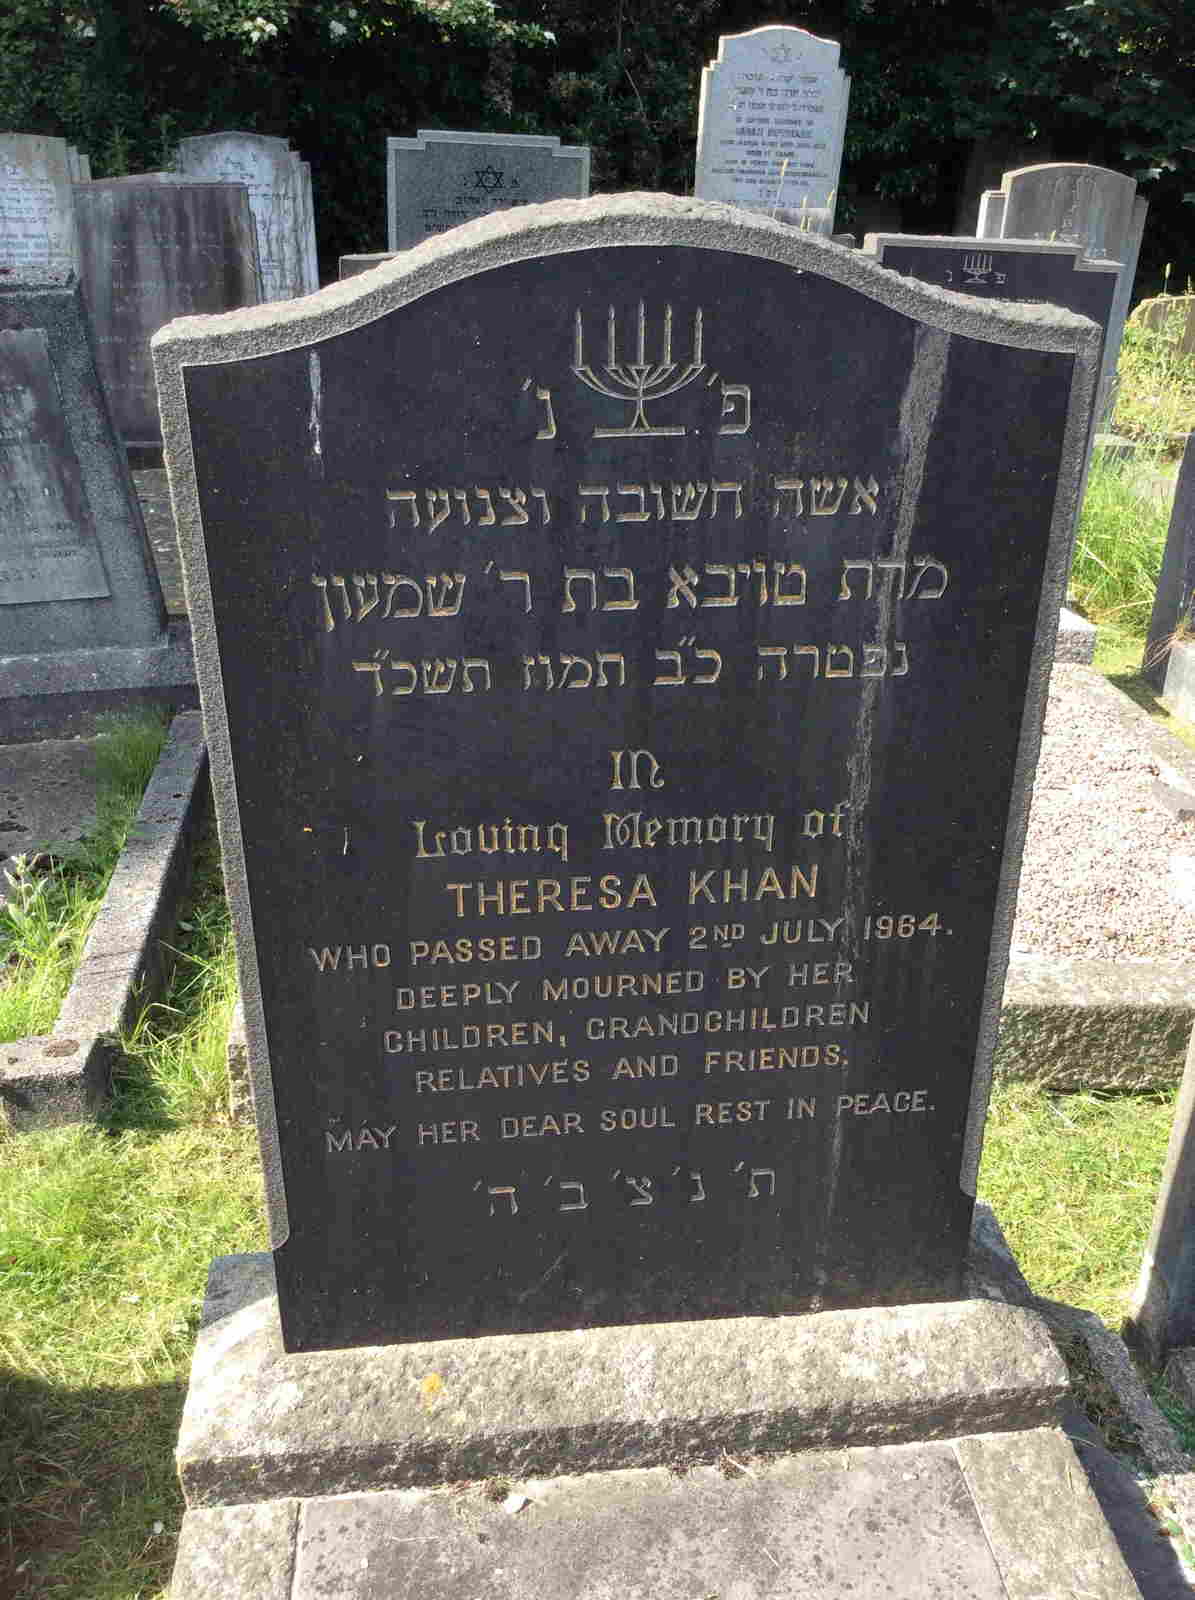 פ׳ נ׳
אשה חשובה וצנועה
מרת טויבא בת ר׳ שמעון
נפטרה כ״ב תמוז תשכ״ד
In
Loving Memory of
THERESA KHAN
WHO PASSED AWAY 2ND JULY 1964.
DEEPLY MOURNED BY HER
CHILDREN, GRANDCHILDREN
RELATIVES AND FRIENDS.
MAY HER DEAR SOUL REST IN PEACE.
ת׳ נ׳ צ׳ ב׳ ה׳